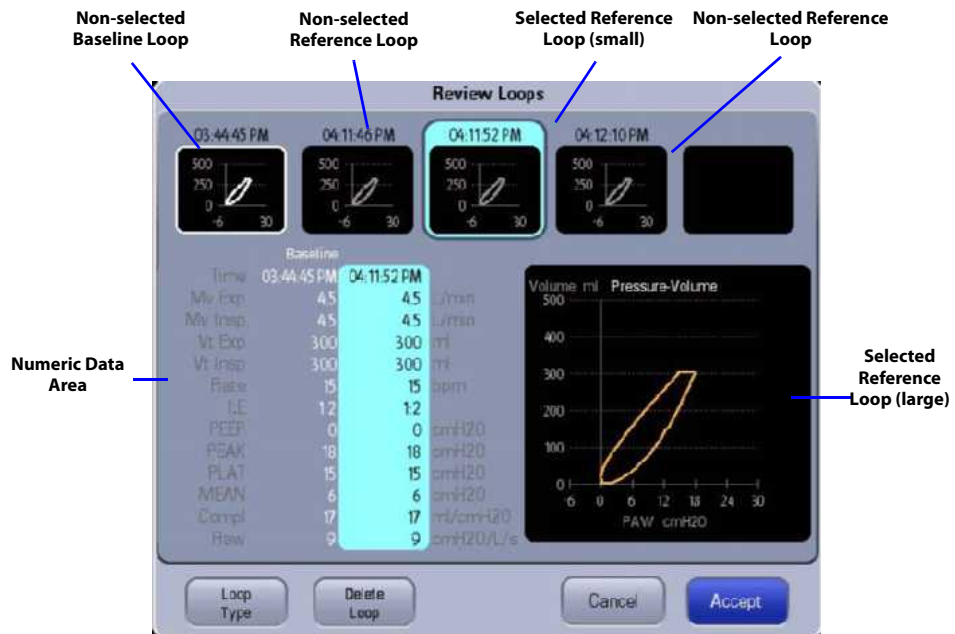 Non-selected
Baseline Loop
Non-selected
Reference Loop
Selected Reference
Loop (small)
Non-selected Reference
Loop
Review Loops
03:44:45 PM
04:11:46 PM
04:11:52 PM
04:12:10 PM
500
250
0
-6 30
500
250
0
-6 30
500
250
0
-6 30
500
250
0
-6 30
Baseline
Time 03:44:45 PM 04:11:52 PM
Mv Exp 4.5 4.5 L/min
Mv Insp 4.5 4.5 L/min
Vt Exp 300 300 ml
Vt Insp 300 300 ml
Rate 15 15 bpm
I:E 1:2 1:2
PEEP 0 0 cmH20
PEAK 18 18 cmH20
PLAT 15 15 cmH20
MEAN 6 6 cmH20
Compl 17 17 ml/cmH20
Raw 9 9 cmH20/L/s
Volume ml Pressure-Volume
500
400
300
200
100
0
-6 0 6 12 18 24 30
PAW cmH20
Numeric Data
Area
Selected
Reference
Loop (large)
Loop
Type
Delete
Loop
Cancel
Accept